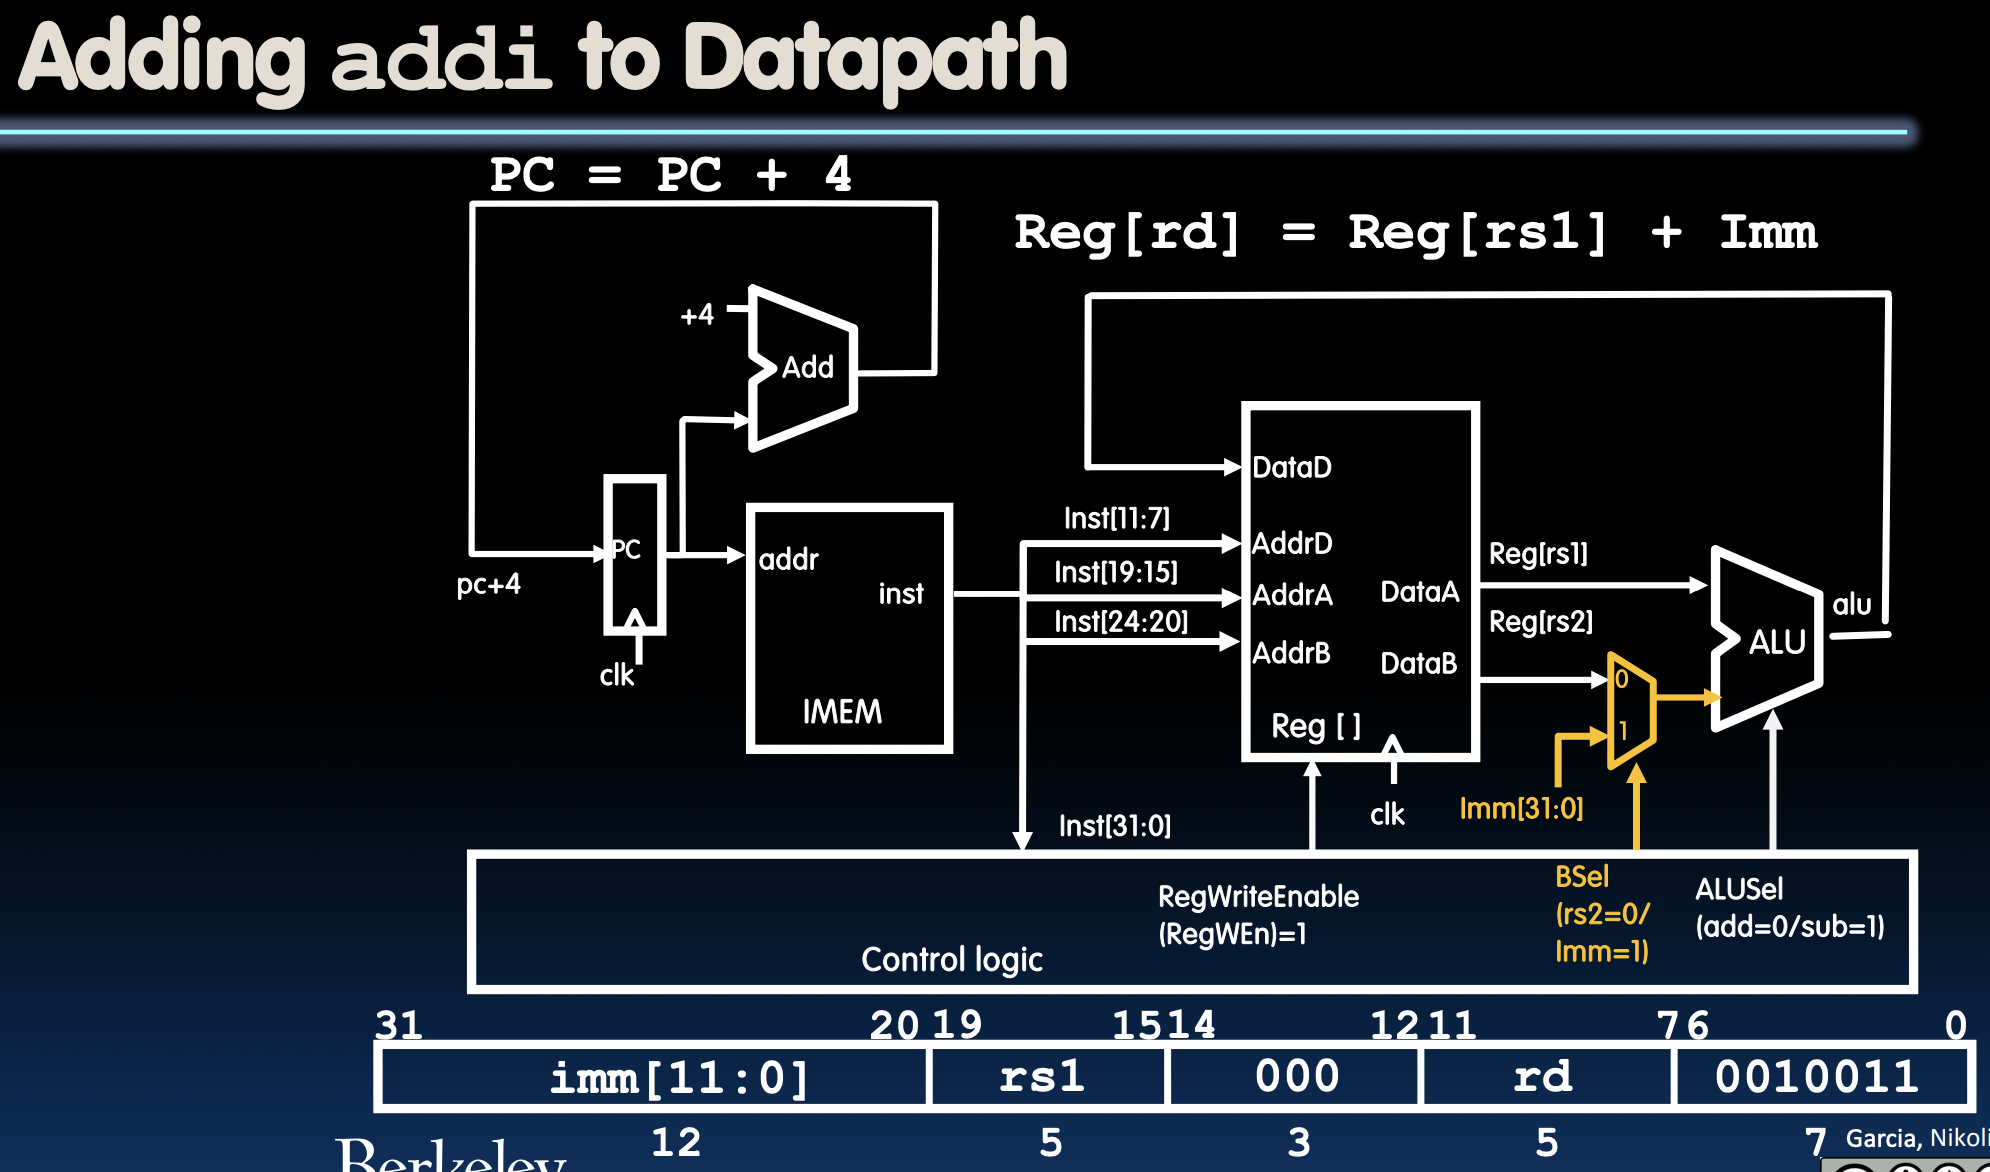 Adding addi to Datapath
PC = PC + 4
Reg[rd] = Reg[rs1] + Imm
+4
Add
DataD
Inst[11:7]
PC
addr
AddrD
Reg[rs1]
Inst[19:15]
pc+4
inst
AddrA
DataA
alu
Inst[24:20]
Reg[rs2]
AddrB
DataB
ALU
clk
0
IMEM
Reg [ ]
1
Inst[31:0]
clk
Imm[31:0]
RegWriteEnable
(RegWEn)=1
BSel
(rs2=0/
Imm=1)
ALUSel
(add=0/sub=1)
Control logic
31 20 19 15 14 12 11 7 6 0
imm[11:0] rs1 000 rd 0010011
12 5 3 5 7
Berkeley
Garcia,